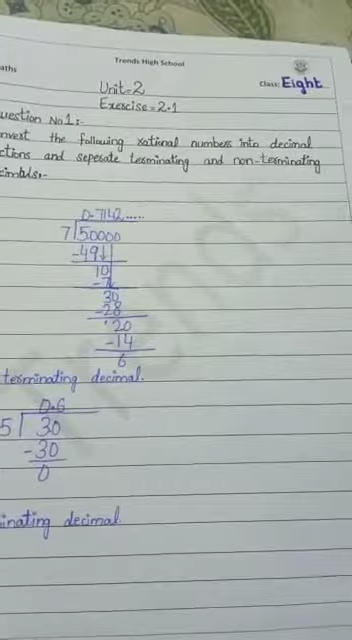 aths Trends High School Class: Eight
Unit=2
Exercise=2.1
uestion No 1:-
nvert the following rational numbers into decimal
ctions and seperate terminating and non-terminating
cimals:-
0.7142.....
7 50000
-49
10
-7
30
-28
20
-14
6
terminating decimal.
0.6
5 30
-30
0
inating decimal.
Trends